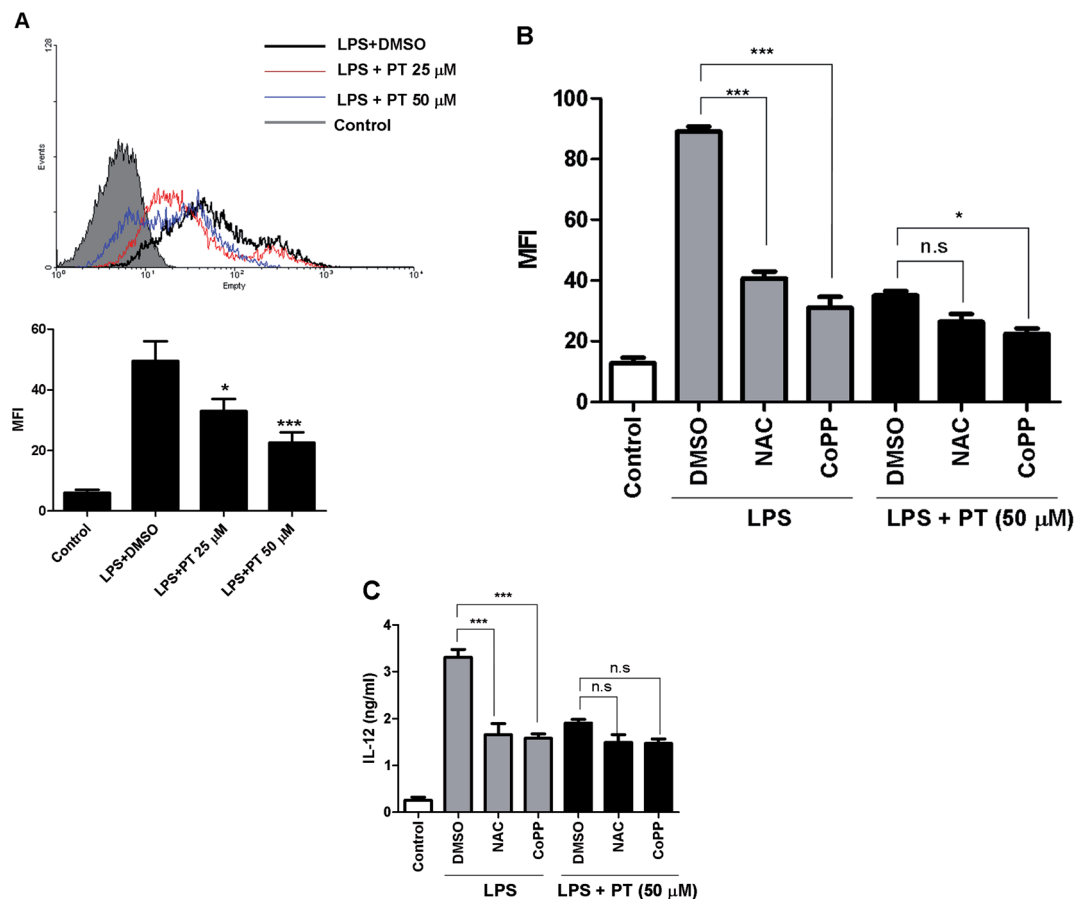 A
128
Events
0
10⁰ 10¹ 10² 10³ 10⁴
Empty
LPS+DMSO
LPS + PT 25 µM
LPS + PT 50 µM
Control
MFI
60
40
20
0
* ***
Control
LPS+DMSO
LPS+PT 25 µM
LPS+PT 50 µM
B
MFI
100
80
60
40
20
0
***
***
*
n.s
Control
DMSO
NAC
CoPP
DMSO
NAC
CoPP
LPS
LPS + PT (50 µM)
C
IL-12 (ng/ml)
4
3
2
1
0
***
***
n.s
n.s
Control
DMSO
NAC
CoPP
DMSO
NAC
CoPP
LPS
LPS + PT (50 µM)